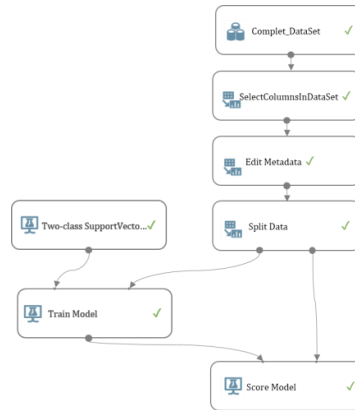 Complet_DataSet
SelectColumnsInDataSet
Edit Metadata
Two-class SupportVecto...
Split Data
Train Model
Score Model